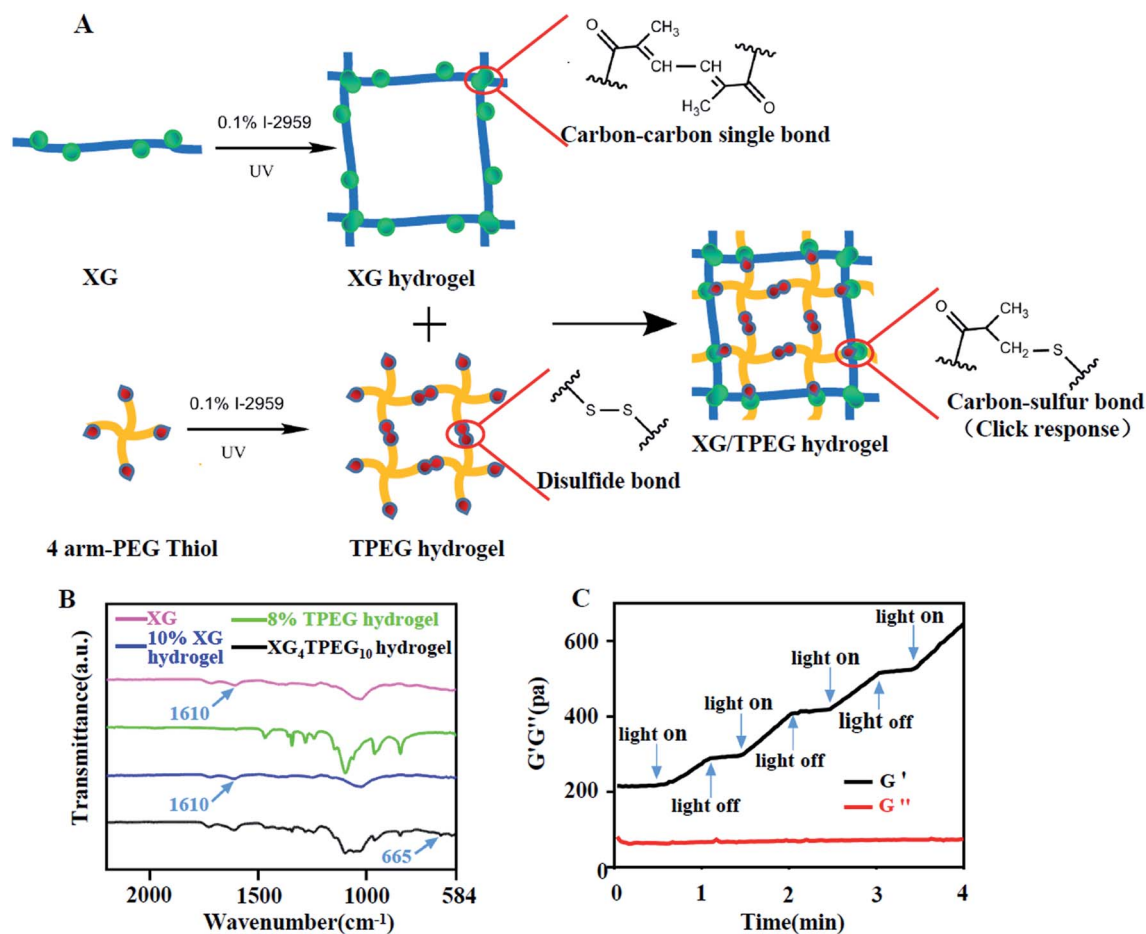 A
O
CH₃
CH
CH
H₃C
O
Carbon-carbon single bond
0.1% I-2959
UV
XG
XG hydrogel
+
O
CH₃
CH₂
S
Carbon-sulfur bond
(Click response)
XG/TPEG hydrogel
0.1% I-2959
UV
S
S
Disulfide bond
4 arm-PEG Thiol
TPEG hydrogel
B
XG
8% TPEG hydrogel
10% XG
hydrogel
XG₄TPEG₁₀ hydrogel
1610
1610
665
Transmittance(a.u.)
2000
1500
1000
584
Wavenumber(cm⁻¹)
C
G'G''(pa)
600
400
200
0
light on
light off
light on
light off
light on
light off
light on
G'
G''
0
1
2
3
4
Time(min)